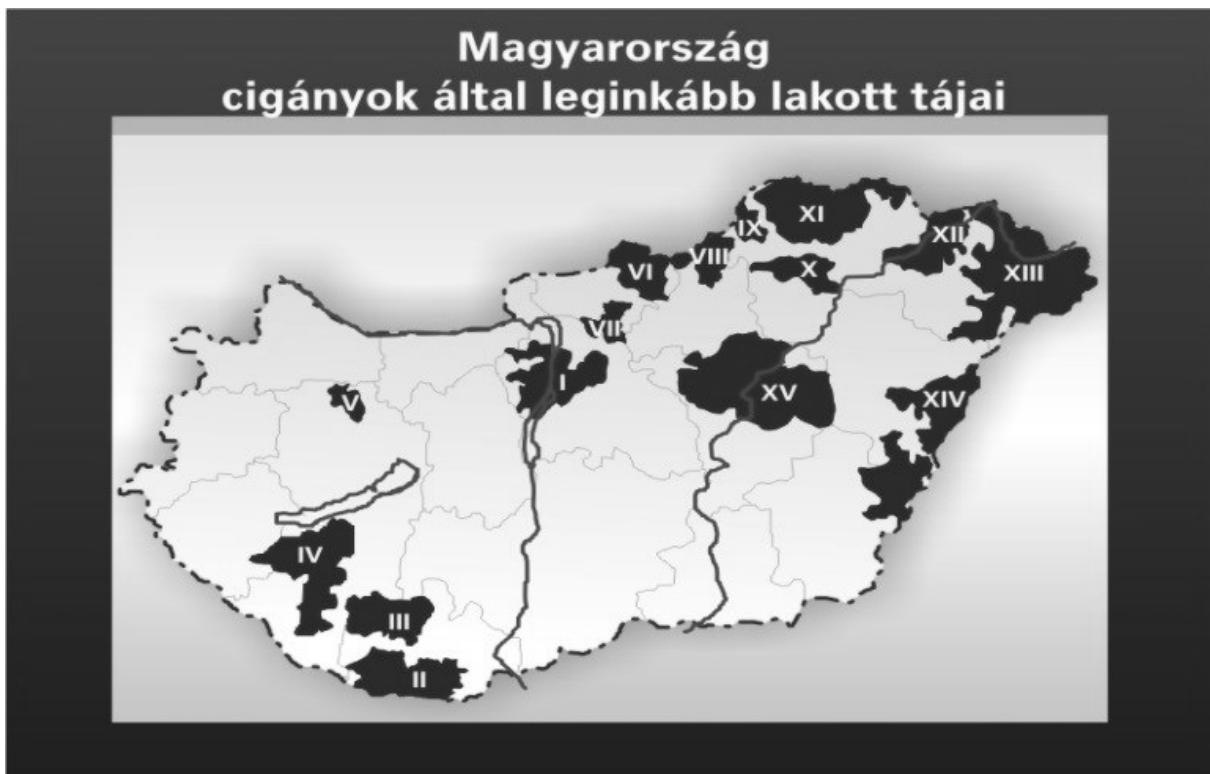 Magyarország
cigányok által leginkább lakott tájai
XI
IX
XII
VIII
VI
X
XIII
VII
I
XV
XIV
V
IV
III
II